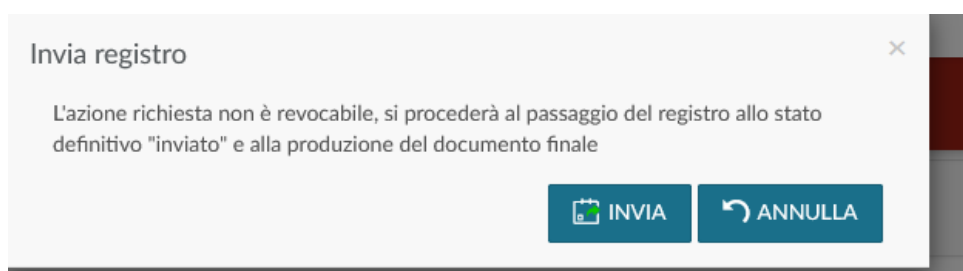 Invia registro
L'azione richiesta non è revocabile, si procederà al passaggio del registro allo stato
definitivo "inviato" e alla produzione del documento finale
INVIA ANNULLA